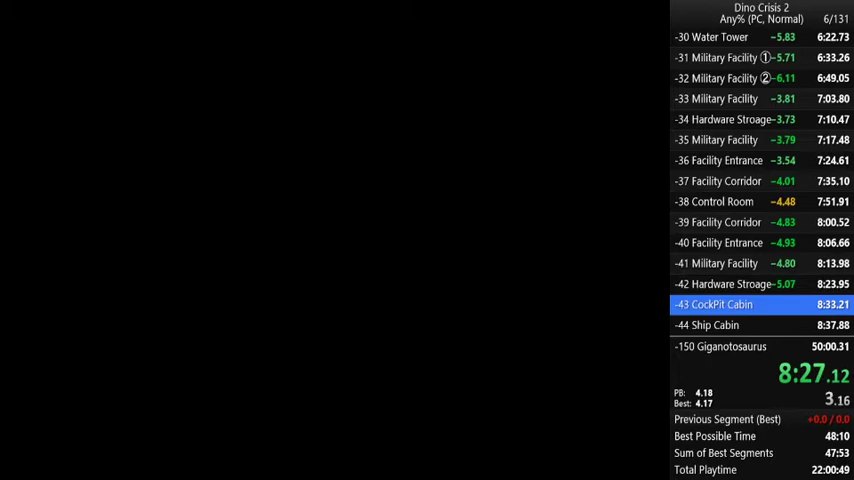 Dino Crisis 2
Any% (PC, Normal) 6/131
-30 Water Tower −5.83 6:22.73
-31 Military Facility ①−5.71 6:33.26
-32 Military Facility ②−6.11 6:49.05
-33 Military Facility −3.81 7:03.80
-34 Hardware Stroage−3.73 7:10.47
-35 Military Facility −3.79 7:17.48
-36 Facility Entrance −3.54 7:24.61
-37 Facility Corridor −4.01 7:35.10
-38 Control Room −4.48 7:51.91
-39 Facility Corridor −4.83 8:00.52
-40 Facility Entrance −4.93 8:06.66
-41 Military Facility −4.80 8:13.98
-42 Hardware Stroage−5.07 8:23.95
-43 CockPit Cabin 8:33.21
-44 Ship Cabin 8:37.88
-150 Giganotosaurus 50:00.31
8:27.12
PB: 4.18
Best: 4.17
3.16
Previous Segment (Best) +0.0 / 0.0
Best Possible Time 48:10
Sum of Best Segments 47:53
Total Playtime 22:00:49